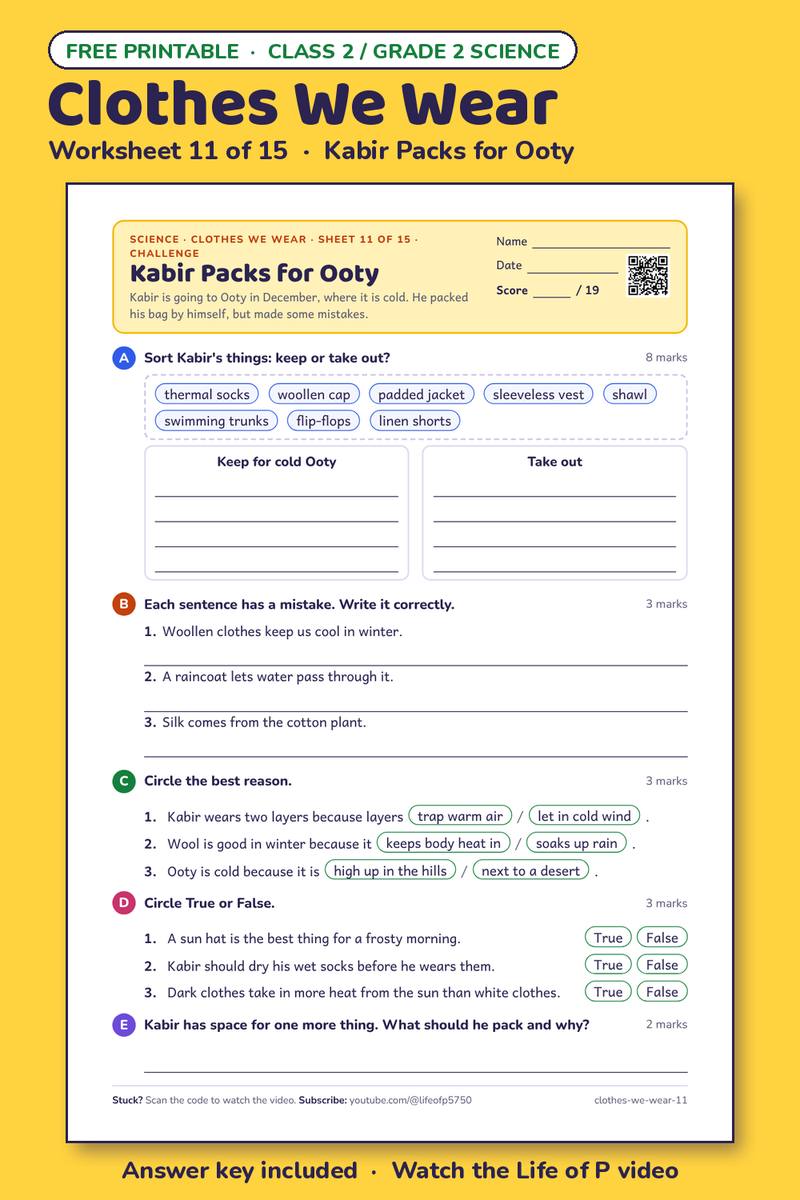 FREE PRINTABLE · CLASS 2 / GRADE 2 SCIENCE
Clothes We Wear
Worksheet 11 of 15 · Kabir Packs for Ooty
SCIENCE · CLOTHES WE WEAR · SHEET 11 OF 15 ·
CHALLENGE
Kabir Packs for Ooty
Kabir is going to Ooty in December, where it is cold. He packed
his bag by himself, but made some mistakes.
Name
Date
Score / 19
A Sort Kabir's things: keep or take out? 8 marks
thermal socks woollen cap padded jacket sleeveless vest shawl
swimming trunks flip-flops linen shorts
Keep for cold Ooty Take out
B Each sentence has a mistake. Write it correctly. 3 marks
1. Woollen clothes keep us cool in winter.
2. A raincoat lets water pass through it.
3. Silk comes from the cotton plant.
C Circle the best reason. 3 marks
1. Kabir wears two layers because layers trap warm air / let in cold wind .
2. Wool is good in winter because it keeps body heat in / soaks up rain .
3. Ooty is cold because it is high up in the hills / next to a desert .
D Circle True or False. 3 marks
1. A sun hat is the best thing for a frosty morning. True False
2. Kabir should dry his wet socks before he wears them. True False
3. Dark clothes take in more heat from the sun than white clothes. True False
E Kabir has space for one more thing. What should he pack and why? 2 marks
Stuck? Scan the code to watch the video. Subscribe: youtube.com/@lifeofp5750 clothes-we-wear-11
Answer key included · Watch the Life of P video